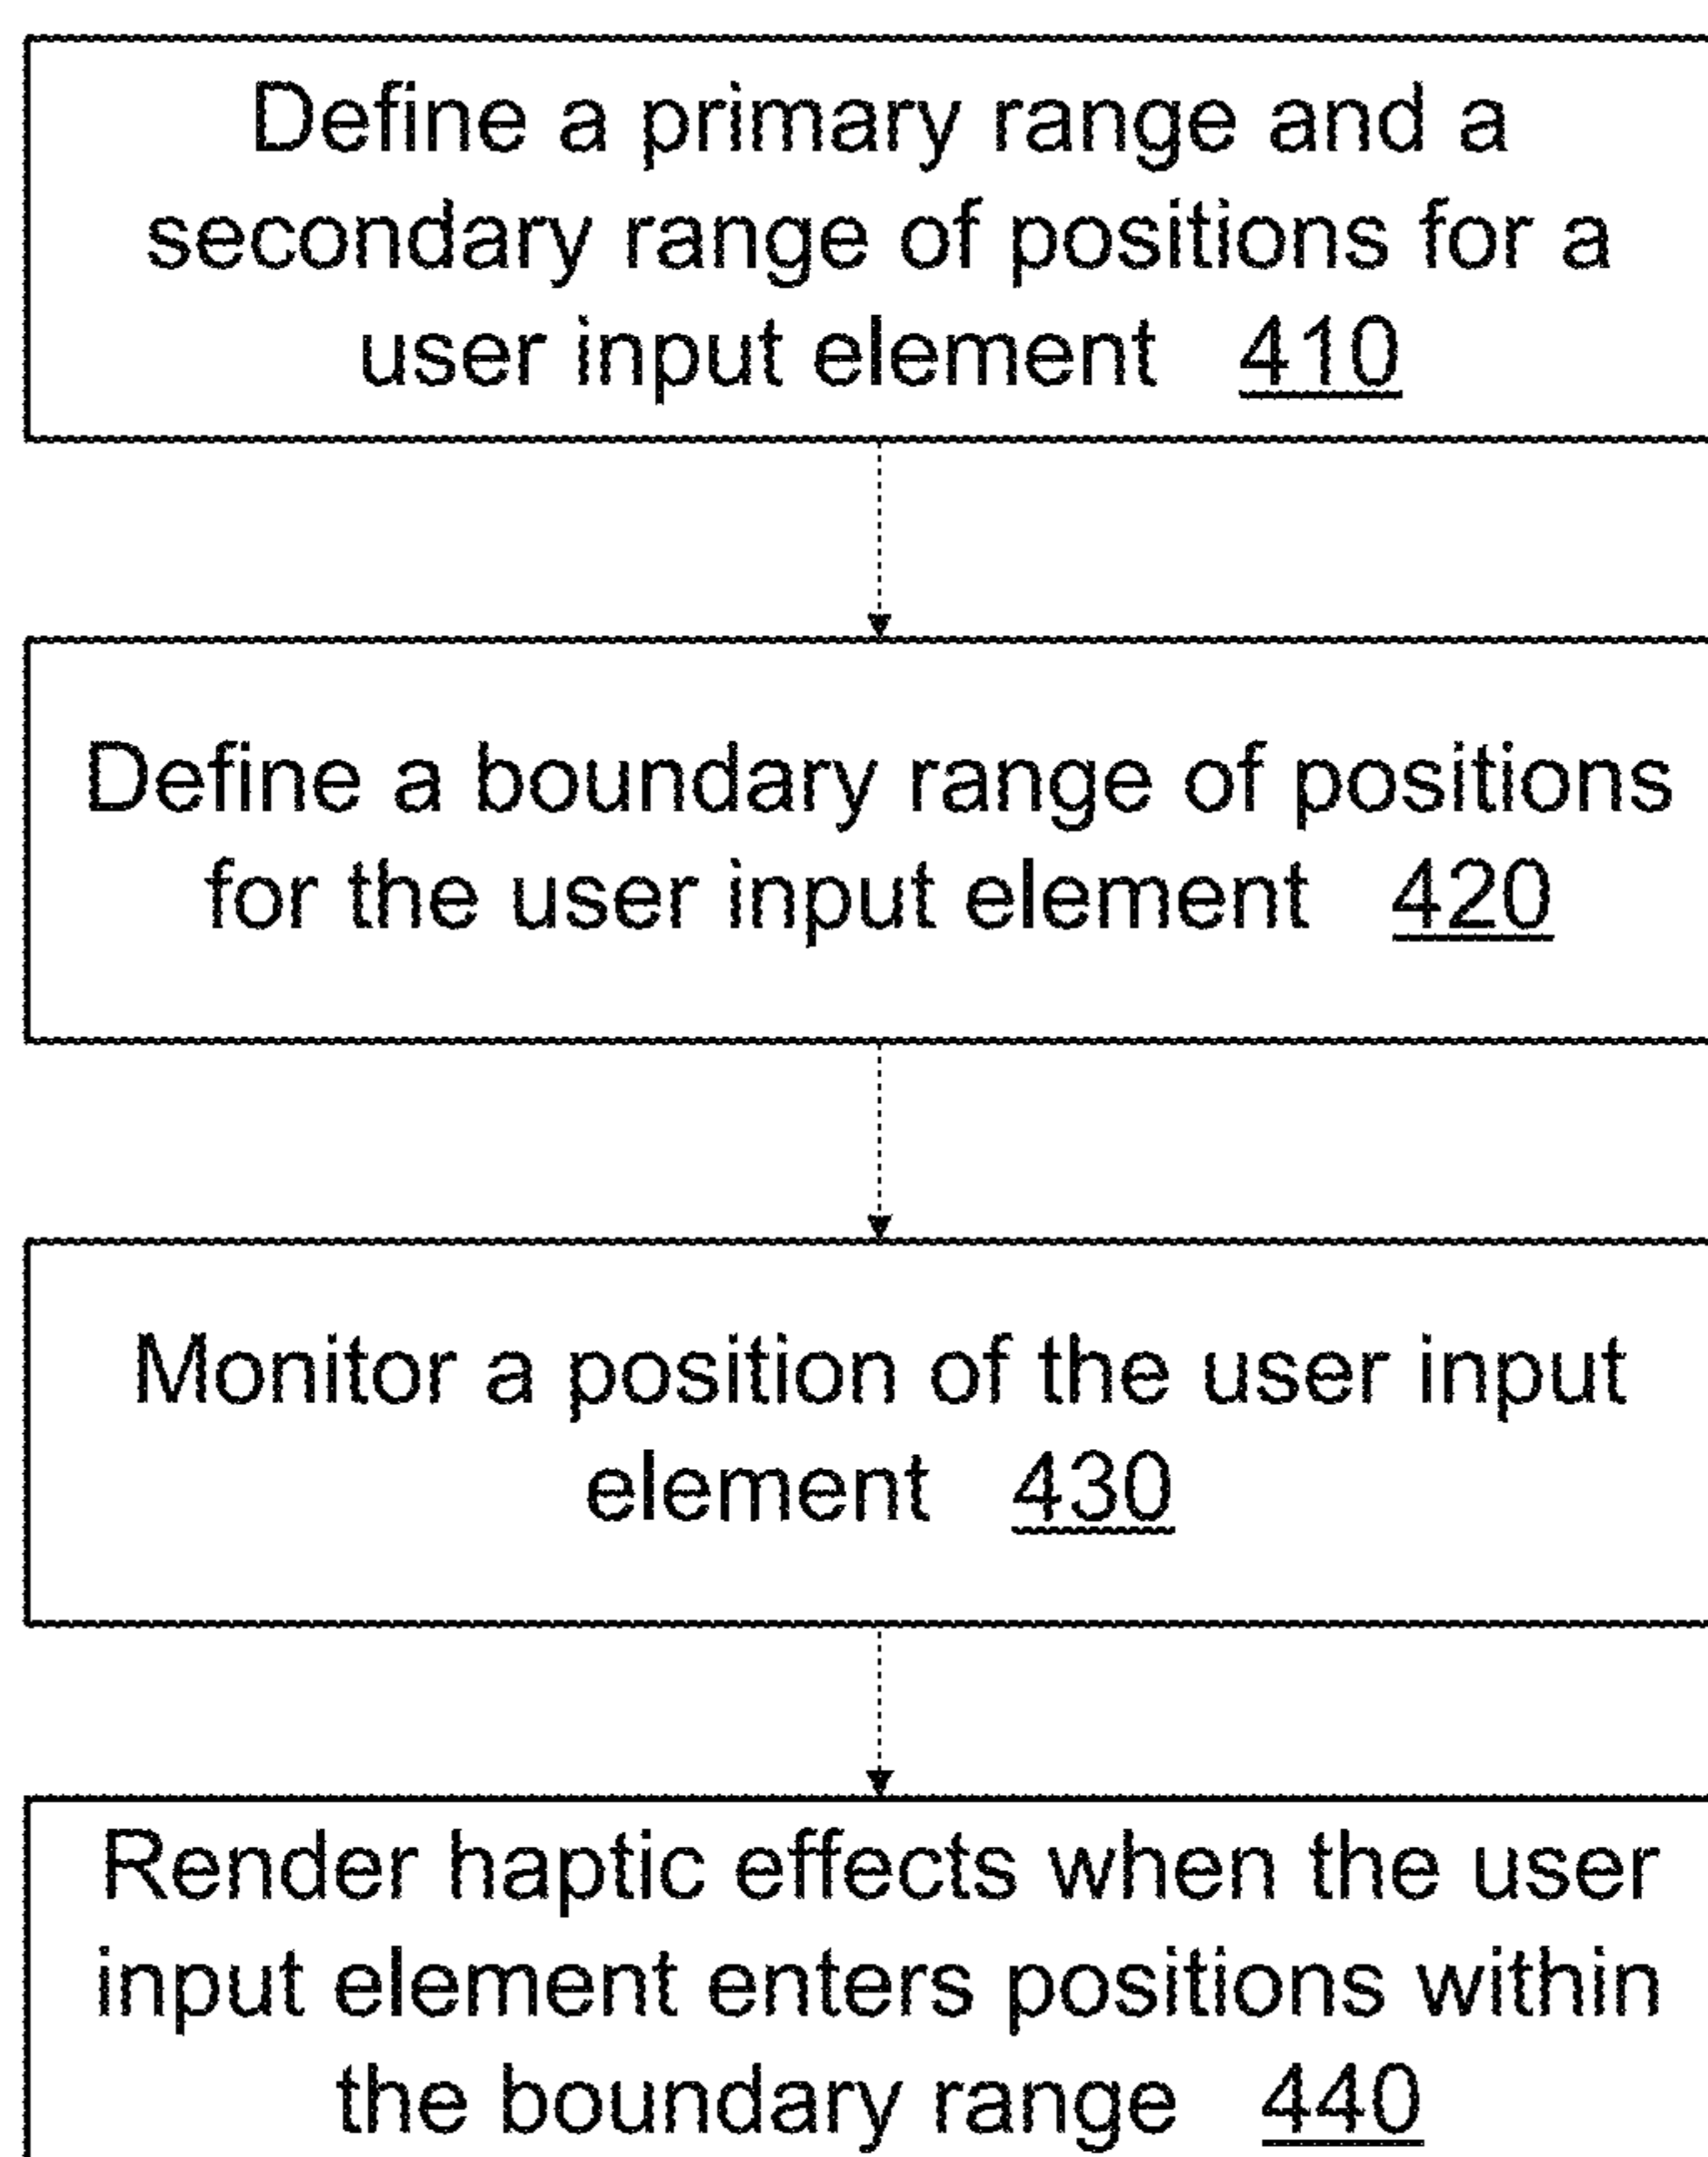 Define a primary range and a
secondary range of positions for a
user input element 410
Define a boundary range of positions
for the user input element 420
Monitor a position of the user input
element 430
Render haptic effects when the user
input element enters positions within
the boundary range 440